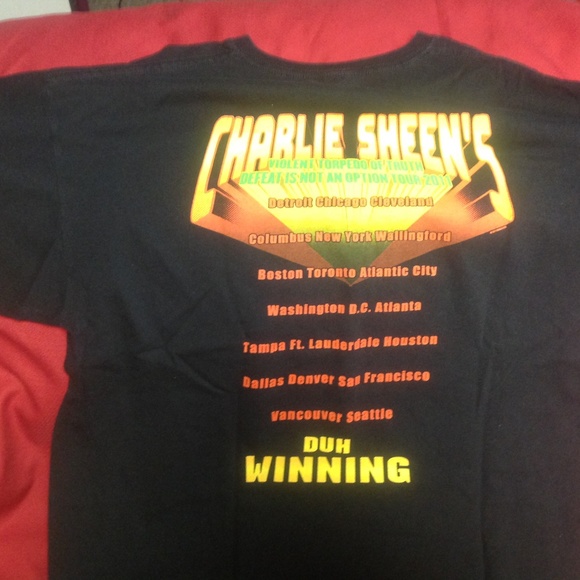 CHARLIE SHEEN'S
VIOLENT TORPEDO OF TRUTH
DEFEAT IS NOT AN OPTION TOUR 2011
Detroit Chicago Cleveland
Columbus New York Wallingford
Boston Toronto Atlantic City
Washington D.C. Atlanta
Tampa Ft. Lauderdale Houston
Dallas Denver San Francisco
Vancouver Seattle
DUH
WINNING